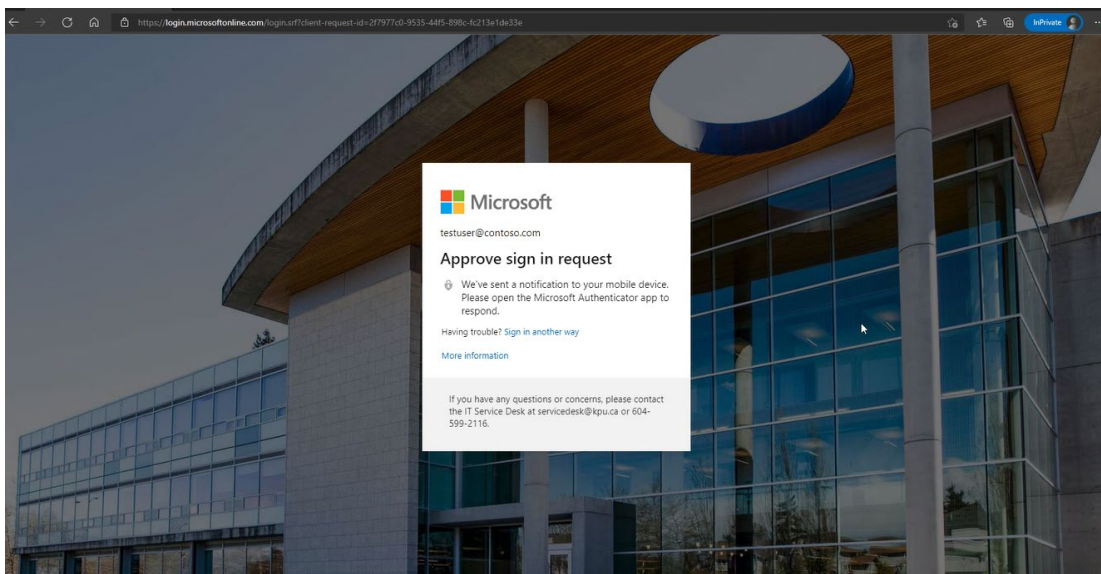 https://login.microsoftonline.com/login.srf?client-request-id=2f7977c0-9535-44f5-898c-fc213e1de33e
InPrivate
Microsoft
testuser@contoso.com
Approve sign in request
We've sent a notification to your mobile device.
Please open the Microsoft Authenticator app to
respond.
Having trouble? Sign in another way
More information
If you have any questions or concerns, please contact
the IT Service Desk at servicedesk@kpu.ca or 604-
599-2116.